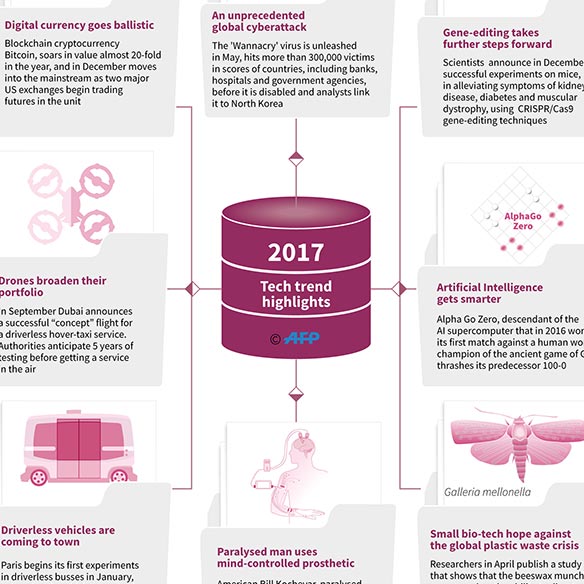 Digital currency goes ballistic
Blockchain cryptocurrency
Bitcoin, soars in value almost 20-fold
in the year, and in December moves
into the mainstream as two major
US exchanges begin trading
futures in the unit
An unprecedented
global cyberattack
The 'Wannacry' virus is unleashed
in May, hits more than 300,000 victims
in scores of countries, including banks,
hospitals and government agencies,
before it is disabled and analysts link
it to North Korea
Gene-editing takes
further steps forward
Scientists announce in Decembe
successful experiments on mice,
in alleviating symptoms of kidney
disease, diabetes and muscular
dystrophy, using CRISPR/Cas9
gene-editing techniques
2017
Tech trend
highlights
© AFP
Drones broaden their
portfolio
n September Dubai announces
a successful “concept” flight for
a driverless hover-taxi service.
Authorities anticipate 5 years of
testing before getting a service
in the air
AlphaGo
Zero
Artificial Intelligence
gets smarter
Alpha Go Zero, descendant of the
AI supercomputer that in 2016 wor
its first match against a human wo
champion of the ancient game of G
thrashes its predecessor 100-0
Driverless vehicles are
coming to town
Paris begins its first experiments
in driverless busses in January,
Paralysed man uses
mind-controlled prosthetic
American Bill Kochevar, paralysed
Galleria mellonella
Small bio-tech hope against
the global plastic waste crisis
Researchers in April publish a study
that shows that the beeswax munch